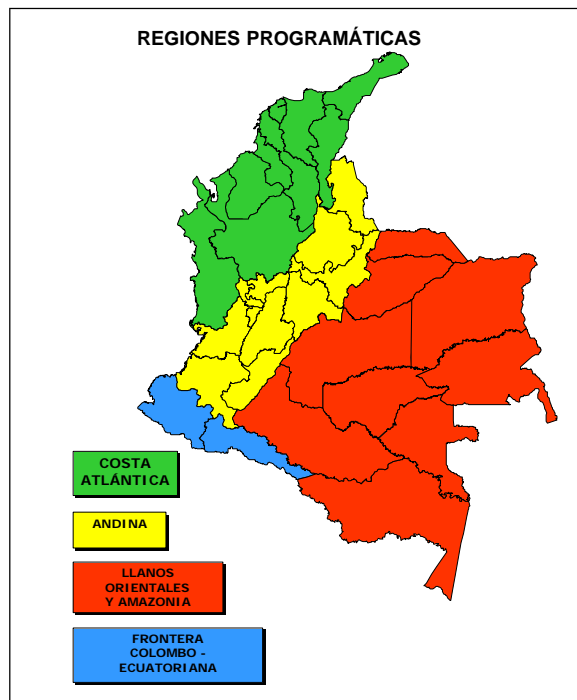 REGIONES PROGRAMÁTICAS
COSTA
ATLÁNTICA
ANDINA
LLANOS
ORIENTALES
Y AMAZONIA
FRONTERA
COLOMBO -
ECUATORIANA